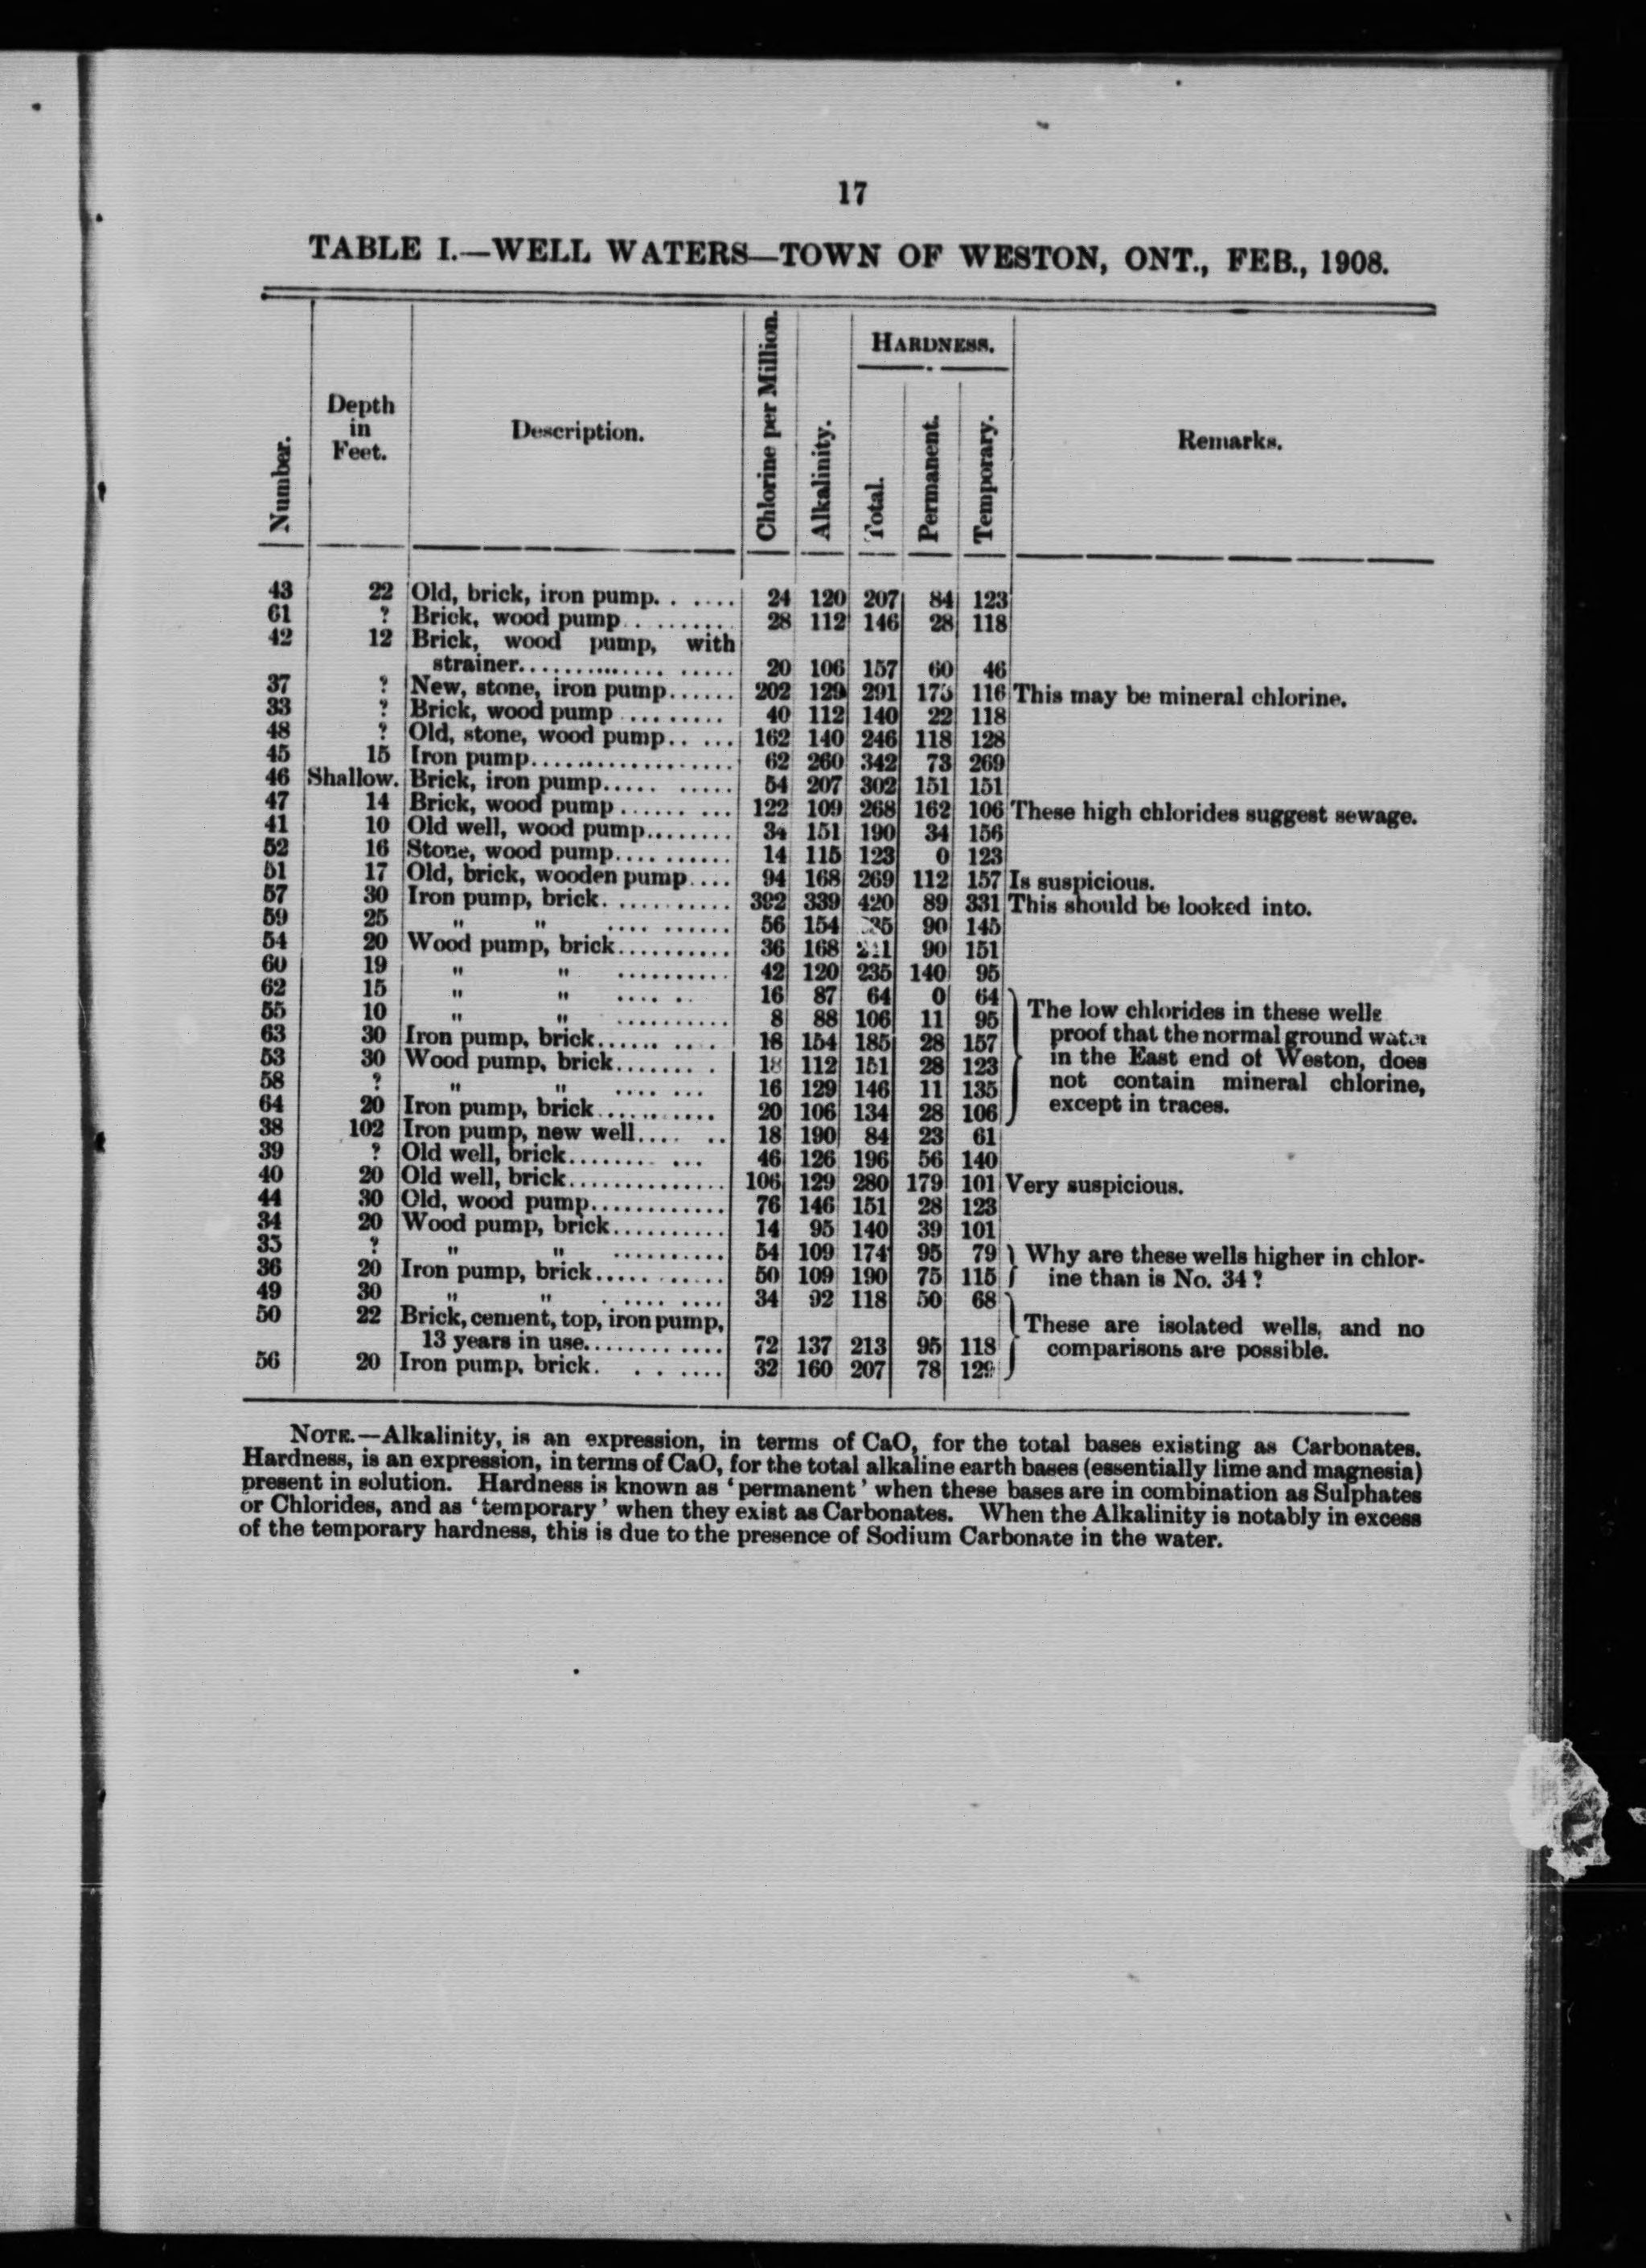 17
TABLE I.—WELL WATERS—TOWN OF WESTON, ONT., FEB., 1908.
Number. Depth in Feet. Description. Chlorine per Million. Alkalinity. HARDNESS. Total. Permanent. Temporary. Remarks.
43 22 Old, brick, iron pump. . ..... 24 120 207 84 123
61 ? Brick, wood pump. . ........ 28 112 146 28 118
42 12 Brick, wood pump, with
strainer..................... 20 106 157 60 46
37 ? New, stone, iron pump...... 202 129 291 175 116 This may be mineral chlorine.
33 ? Brick, wood pump ......... 40 112 140 22 118
48 ? Old, stone, wood pump.. .... 162 140 246 118 128
45 15 Iron pump................... 62 260 342 73 269
46 Shallow. Brick, iron pump..... ...... 54 207 302 151 151
47 14 Brick, wood pump ....... ... 122 109 268 162 106 These high chlorides suggest sewage.
41 10 Old well, wood pump........ 34 151 190 34 156
52 16 Stone, wood pump.... ....... 14 115 123 0 123
51 17 Old, brick, wooden pump.... 94 168 269 112 157 Is suspicious.
57 30 Iron pump, brick. .......... 392 339 420 89 331 This should be looked into.
59 25 " " .... ...... 56 154 90 145
54 20 Wood pump, brick........... 36 168 90 151
60 19 " " .......... 42 120 235 140 95
62 15 " " .... .. 16 87 64 0 64
55 10 " " .......... 8 88 106 11 95 The low chlorides in these wells
63 30 Iron pump, brick...... .. .... 18 154 185 28 157 proof that the normal ground water
53 30 Wood pump, brick....... . 18 112 151 28 123 in the East end of Weston, does
58 ? " " .... ... 16 129 146 11 135 not contain mineral chlorine,
64 20 Iron pump, brick........... 20 106 134 28 106 except in traces.
38 102 Iron pump, new well.... .. 18 190 84 23 61
39 ? Old well, brick........ ... 46 126 196 56 140
40 20 Old well, brick.............. 106 129 280 179 101 Very suspicious.
44 30 Old, wood pump............ 76 146 151 28 123
34 20 Wood pump, brick.......... 14 95 140 39 101
35 ? " " .......... 54 109 174 95 79 Why are these wells higher in chlor-
36 20 Iron pump, brick..... ...... 50 109 190 75 115 ine than is No. 34 ?
49 30 " " . .... .... 34 92 118 50 68
50 22 Brick, cement, top, iron pump, These are isolated wells, and no
13 years in use............ 72 137 213 95 118 comparisons are possible.
56 20 Iron pump, brick. . . ..... 32 160 207 78 129
NOTE.—Alkalinity, is an expression, in terms of CaO, for the total bases existing as Carbonates.
Hardness, is an expression, in terms of CaO, for the total alkaline earth bases (essentially lime and magnesia)
present in solution. Hardness is known as ‘permanent’ when these bases are in combination as Sulphates
or Chlorides, and as ‘temporary’ when they exist as Carbonates. When the Alkalinity is notably in excess
of the temporary hardness, this is due to the presence of Sodium Carbonate in the water.